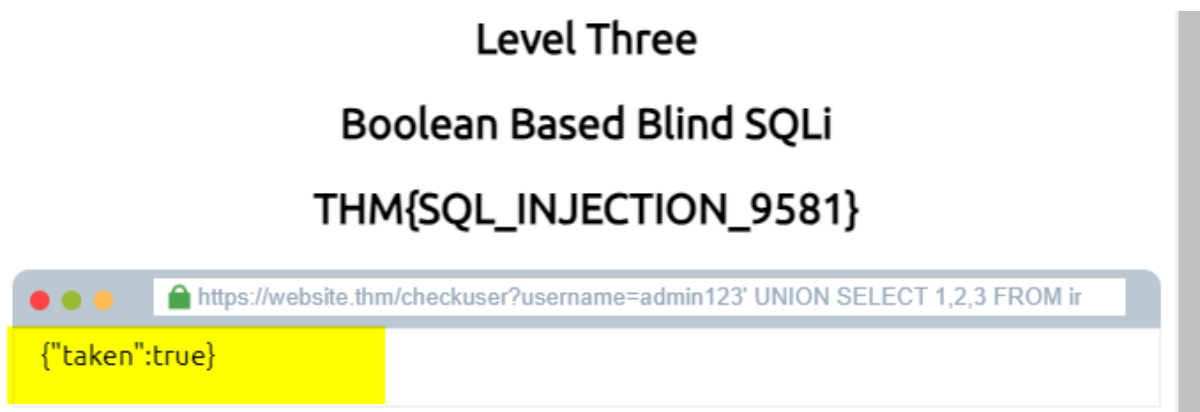 Level Three
Boolean Based Blind SQLi
THM{SQL_INJECTION_9581}
https://website.thm/checkuser?username=admin123' UNION SELECT 1,2,3 FROM ir
{"taken":true}